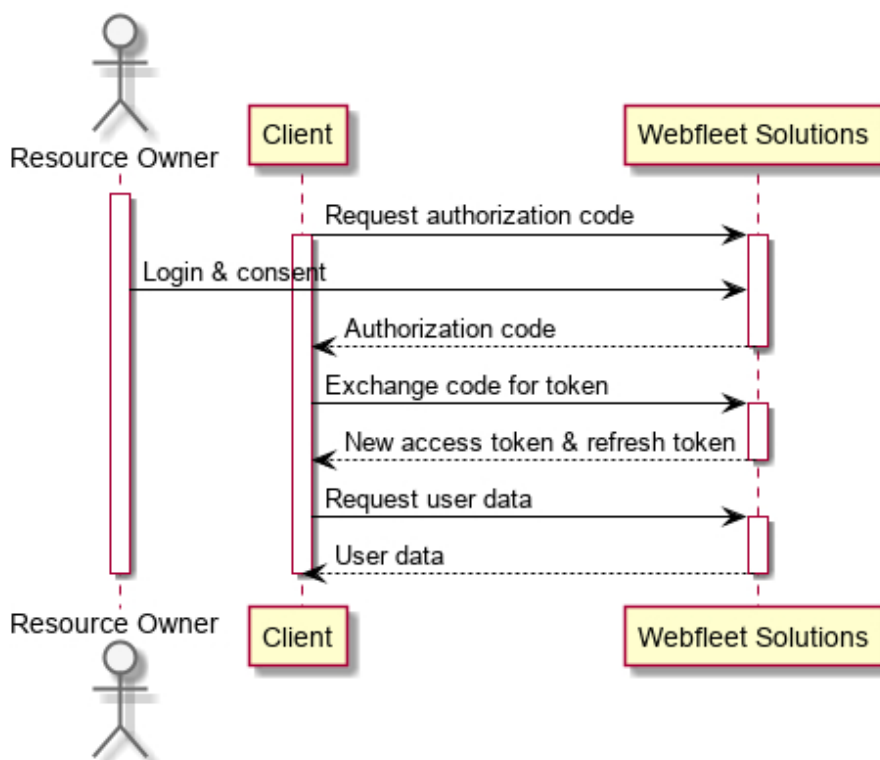 Resource Owner
Client
Webfleet Solutions
Request authorization code
Login & consent
Authorization code
Exchange code for token
New access token & refresh token
Request user data
User data
Resource Owner
Client
Webfleet Solutions